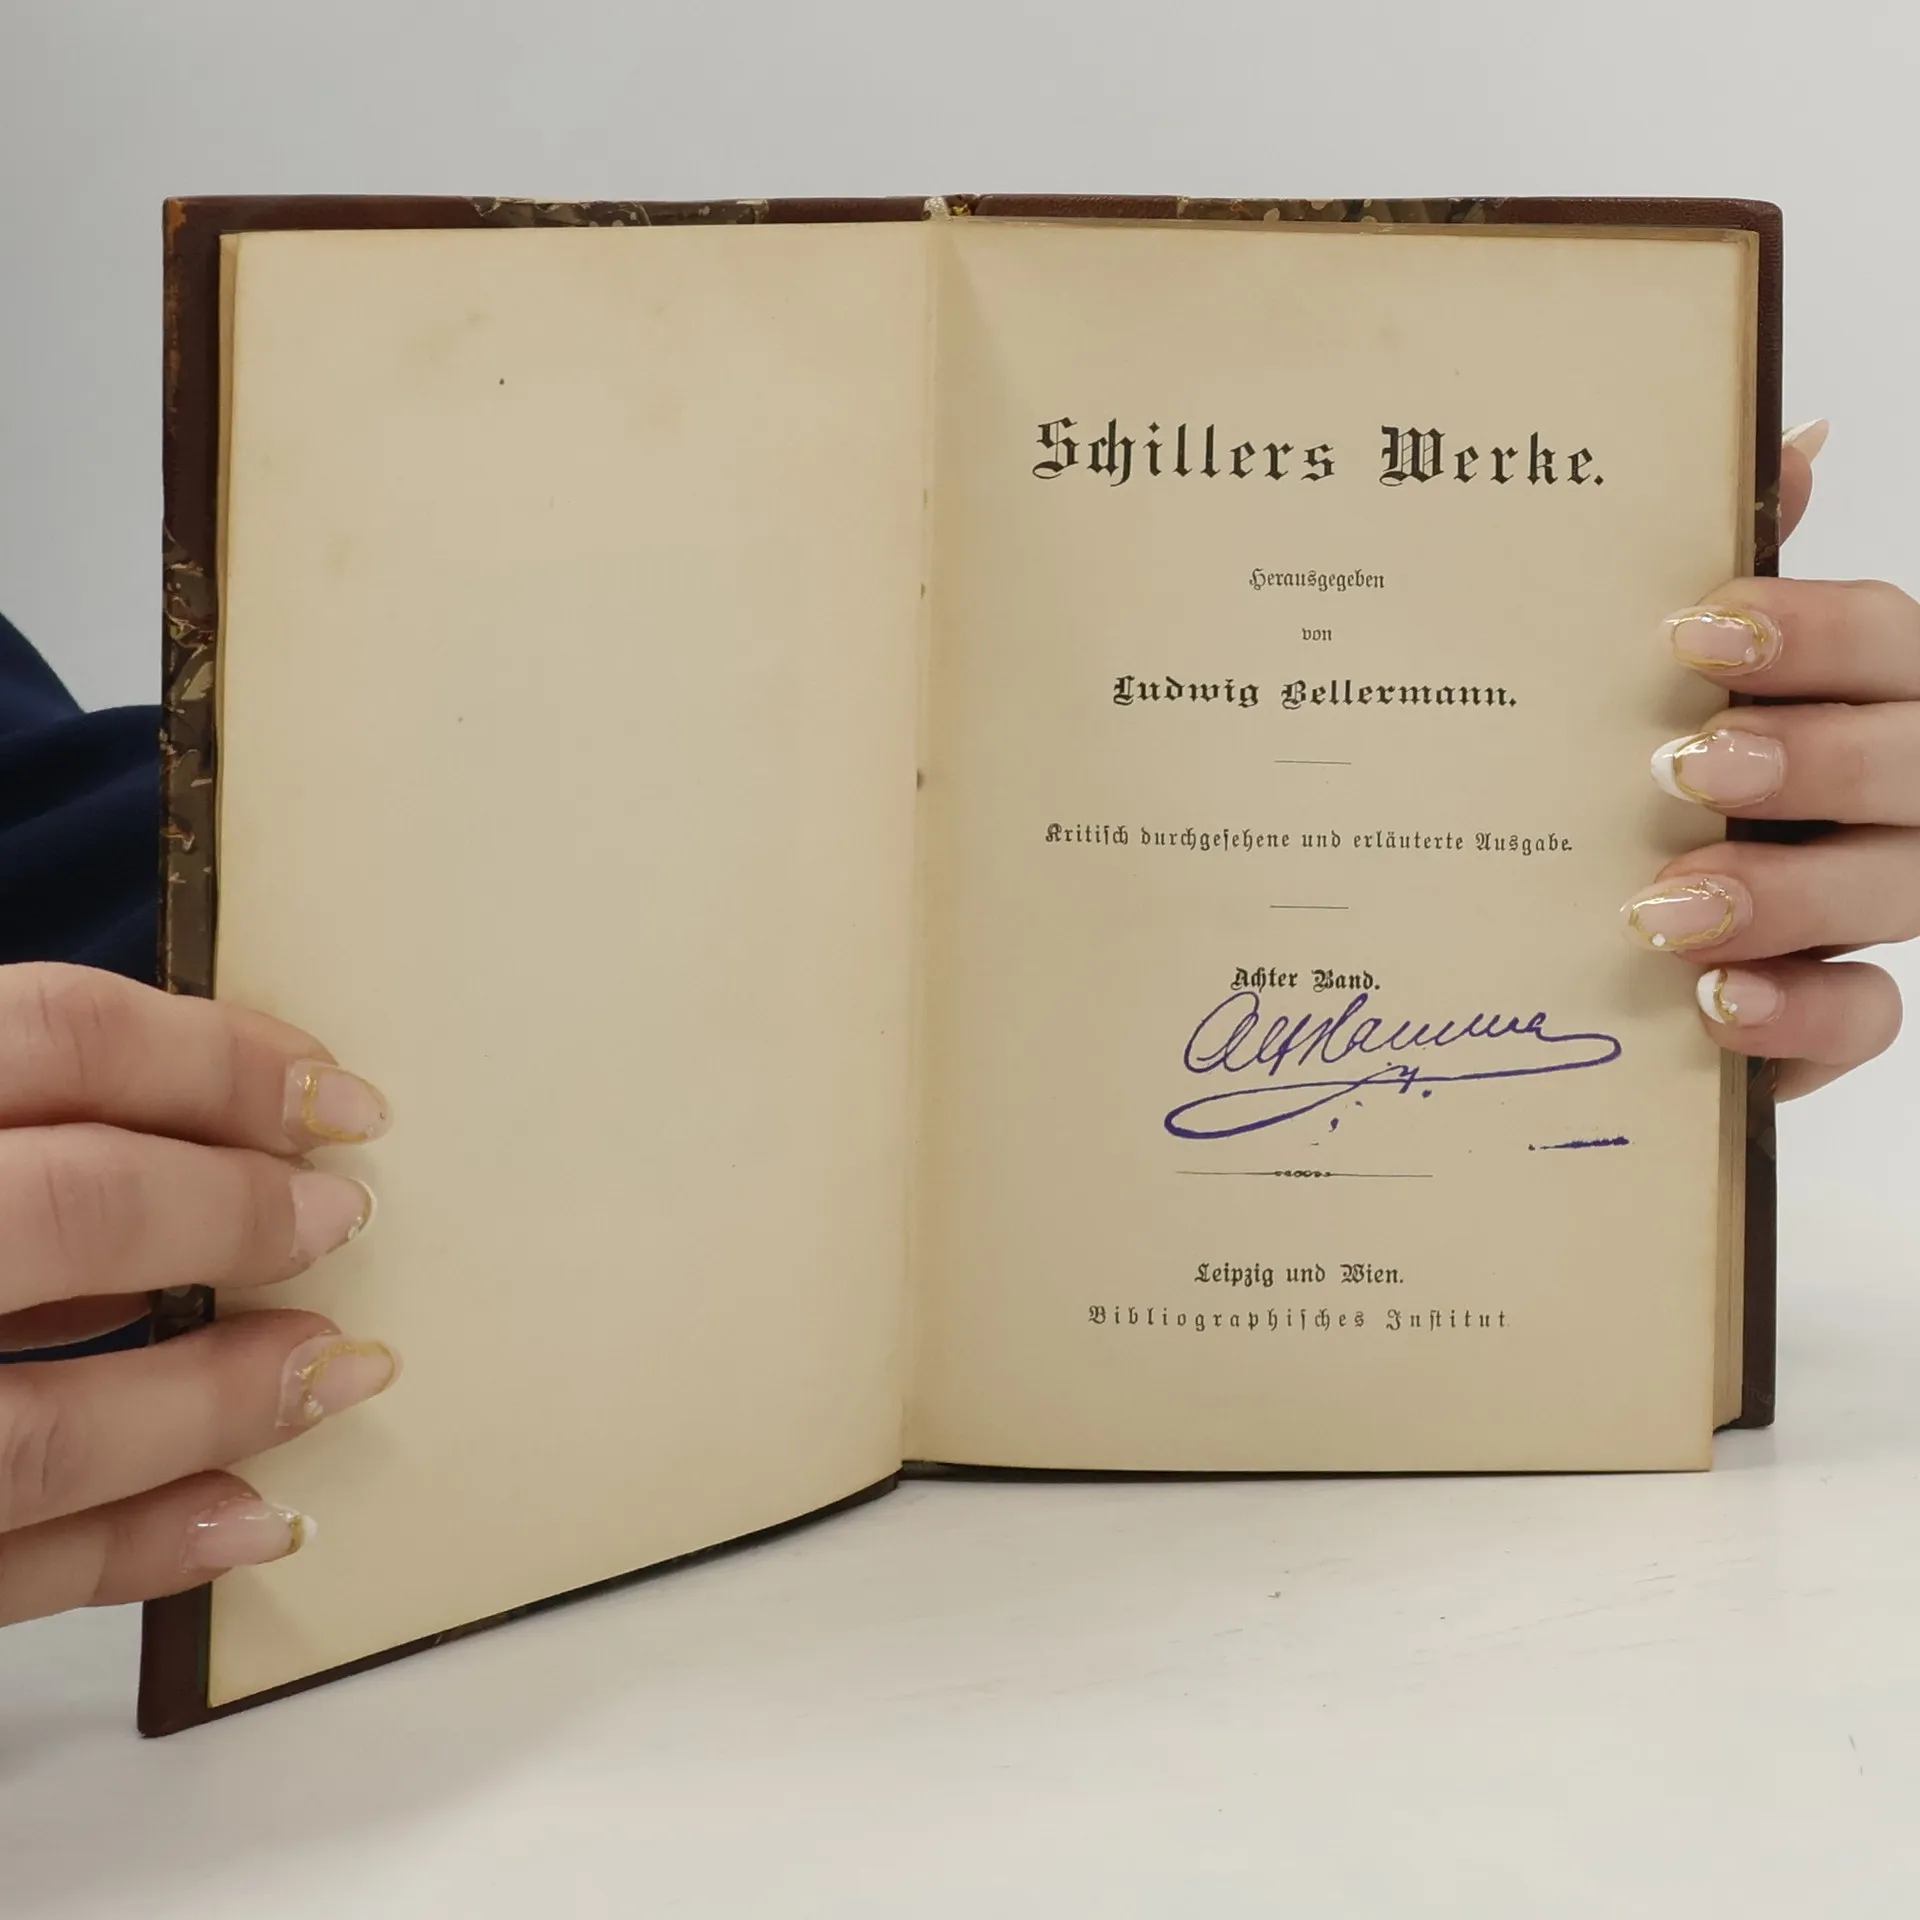 Schillers Werke.
Herausgegeben
von
Ludwig Bellermann.
Kritisch durchgesehene und erläuterte Ausgabe.
Achter Band.
Leipzig und Wien.
Bibliographisches Institut.